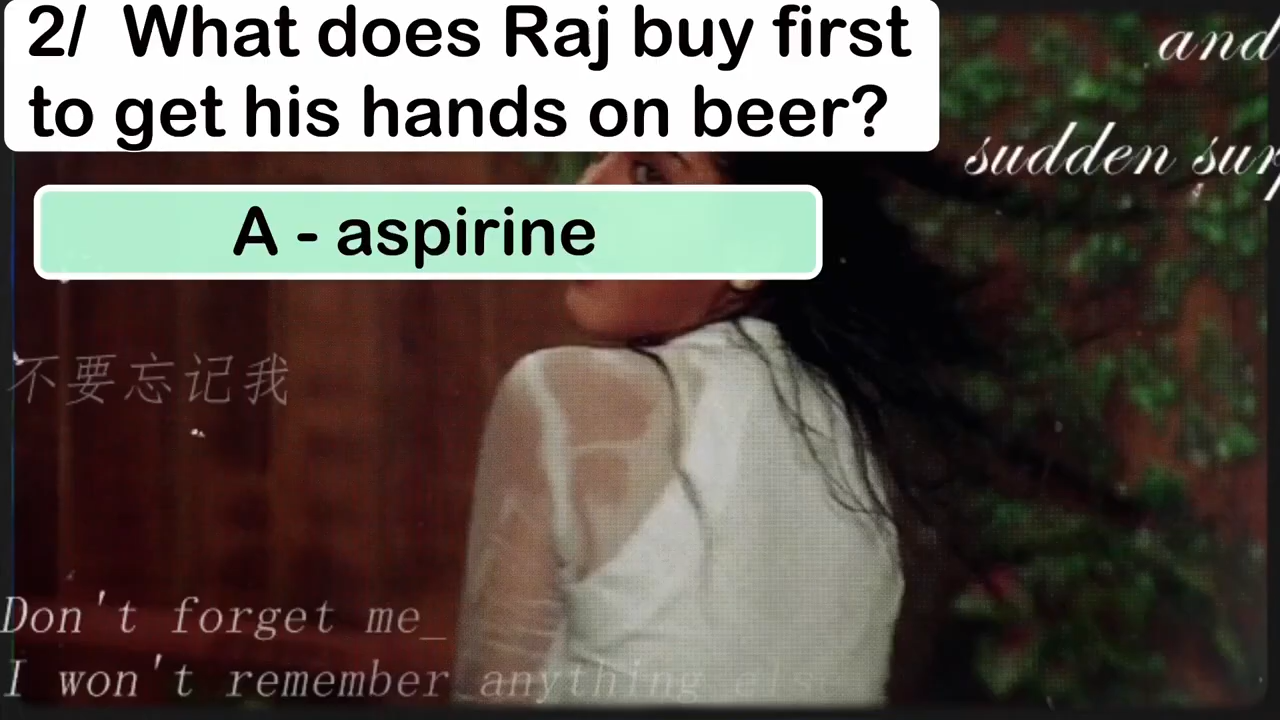 2/ What does Raj buy first
to get his hands on beer?
A - aspirine
and
sudden
不要忘记我
Don't forget me_
I won't remember anything